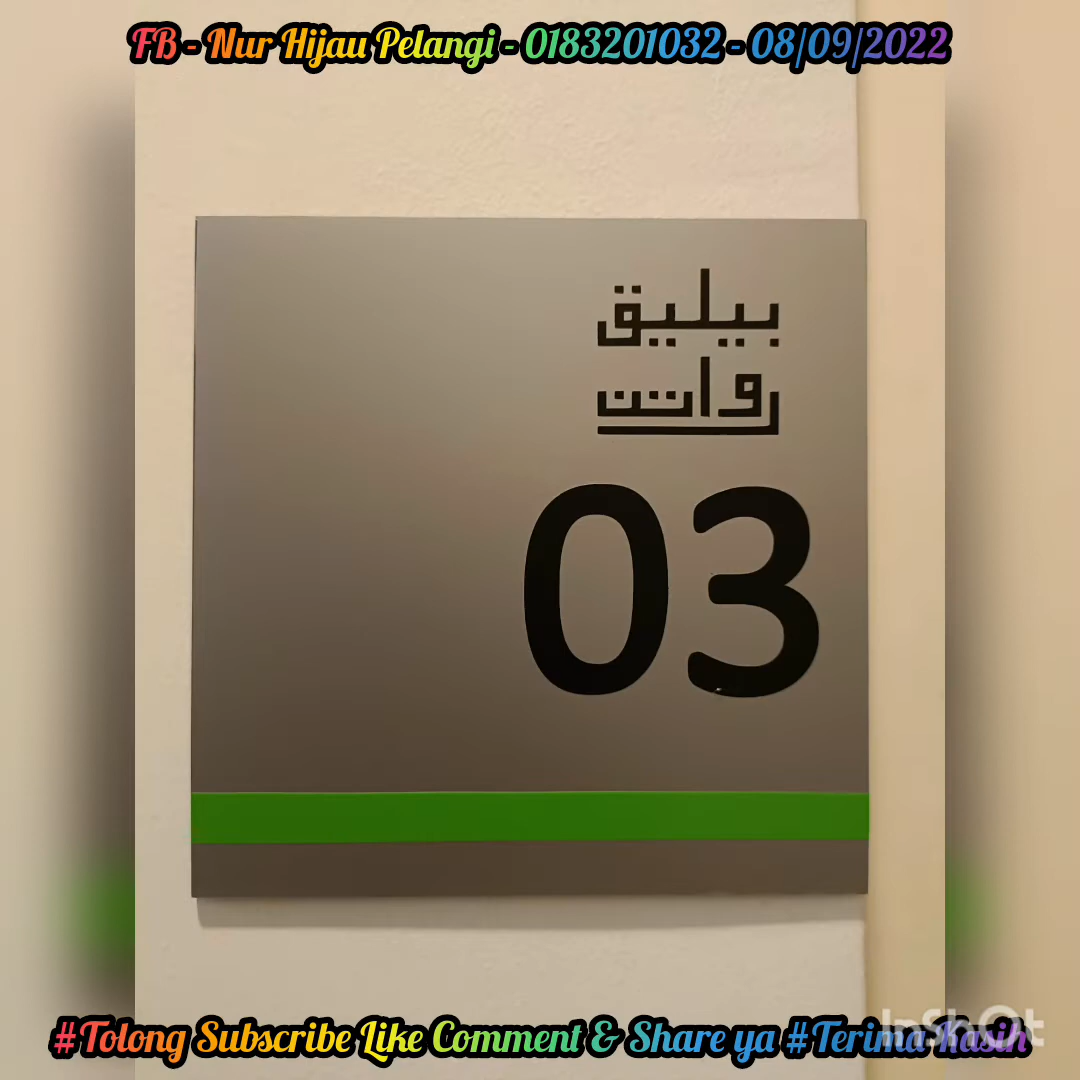 FB - Nur Hijau Pelangi - 0183201032 - 08/09/2022
بيليق
رواتن
03
#Tolong Subscribe Like Comment & Share ya #Terima Kasih
InShOt